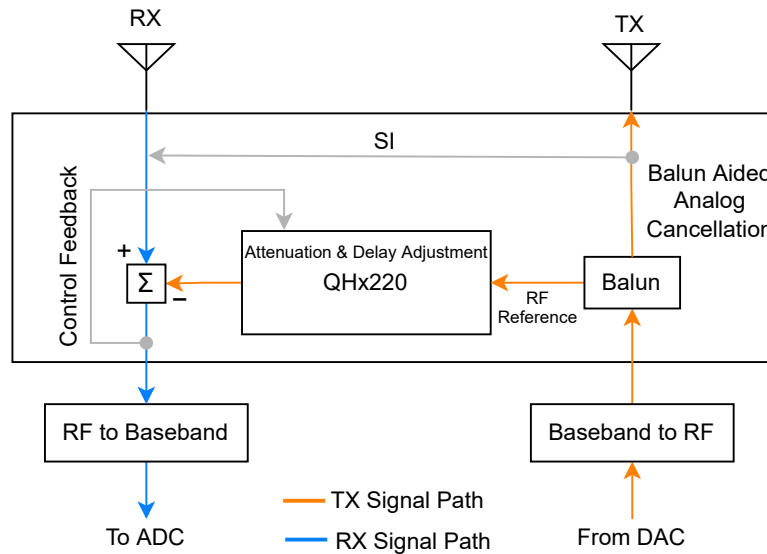 RX
TX
SI
Balun Aided
Analog
Cancellation
Control Feedback
+
Σ
−
Attenuation & Delay Adjustment
QHx220
RF
Reference
Balun
RF to Baseband
Baseband to RF
TX Signal Path
RX Signal Path
To ADC
From DAC